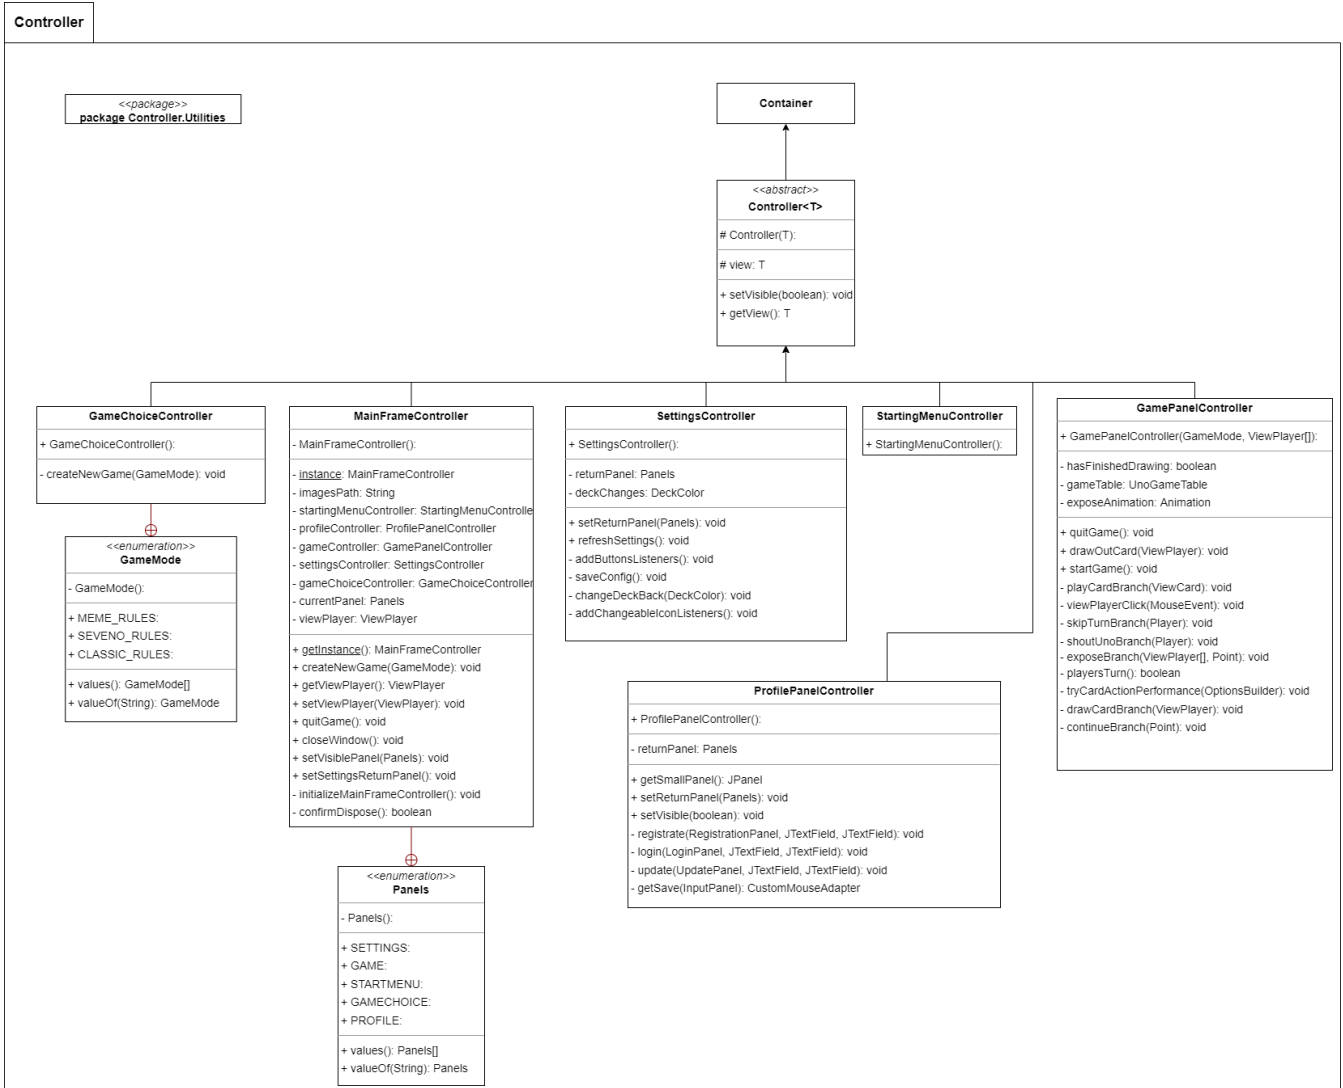 Controller
<<package>>
package Controller.Utilities
Container
<<abstract>>
Controller<T>
# Controller(T):
# view: T
+ setVisible(boolean): void
+ getView(): T
GameChoiceController
+ GameChoiceController():
- createNewGame(GameMode): void
<<enumeration>>
GameMode
- GameMode():
+ MEME_RULES:
+ SEVENO_RULES:
+ CLASSIC_RULES:
+ values(): GameMode[]
+ valueOf(String): GameMode
MainFrameController
- MainFrameController():
- instance: MainFrameController
- imagesPath: String
- startingMenuController: StartingMenuControlle
- profileController: ProfilePanelController
- gameController: GamePanelController
- settingsController: SettingsController
- gameChoiceController: GameChoiceController
- currentPanel: Panels
- viewPlayer: ViewPlayer
+ getInstance(): MainFrameController
+ createNewGame(GameMode): void
+ getViewPlayer(): ViewPlayer
+ setViewPlayer(ViewPlayer): void
+ quitGame(): void
+ closeWindow(): void
+ setVisiblePanel(Panels): void
+ setSettingsReturnPanel(): void
- initializeMainFrameController(): void
- confirmDispose(): boolean
<<enumeration>>
Panels
- Panels():
+ SETTINGS:
+ GAME:
+ STARTMENU:
+ GAMECHOICE:
+ PROFILE:
+ values(): Panels[]
+ valueOf(String): Panels
SettingsController
+ SettingsController():
- returnPanel: Panels
- deckChanges: DeckColor
+ setReturnPanel(Panels): void
+ refreshSettings(): void
- addButtonsListeners(): void
- saveConfig(): void
- changeDeckBack(DeckColor): void
- addChangeableIconListeners(): void
StartingMenuController
+ StartingMenuController():
ProfilePanelController
+ ProfilePanelController():
- returnPanel: Panels
+ getSmallPanel(): JPanel
+ setReturnPanel(Panels): void
+ setVisible(boolean): void
- registrate(RegistrationPanel, JTextField, JTextField): void
- login(LoginPanel, JTextField, JTextField): void
- update(UpdatePanel, JTextField, JTextField): void
- getSave(InputPanel): CustomMouseAdapter
GamePanelController
+ GamePanelController(GameMode, ViewPlayer[]):
- hasFinishedDrawing: boolean
- gameTable: UnoGameTable
- exposeAnimation: Animation
+ quitGame(): void
+ drawOutCard(ViewPlayer): void
+ startGame(): void
- playCardBranch(ViewCard): void
- viewPlayerClick(MouseEvent): void
- skipTurnBranch(Player): void
- shoutUnoBranch(Player): void
- exposeBranch(ViewPlayer[], Point): void
- playersTurn(): boolean
- tryCardActionPerformance(OptionsBuilder): void
- drawCardBranch(ViewPlayer): void
- continueBranch(Point): void